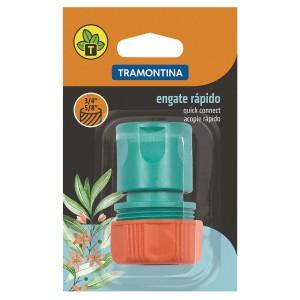 T
TRAMONTINA
engate rápido
quick connect
acople rápido
3/4"
5/8"